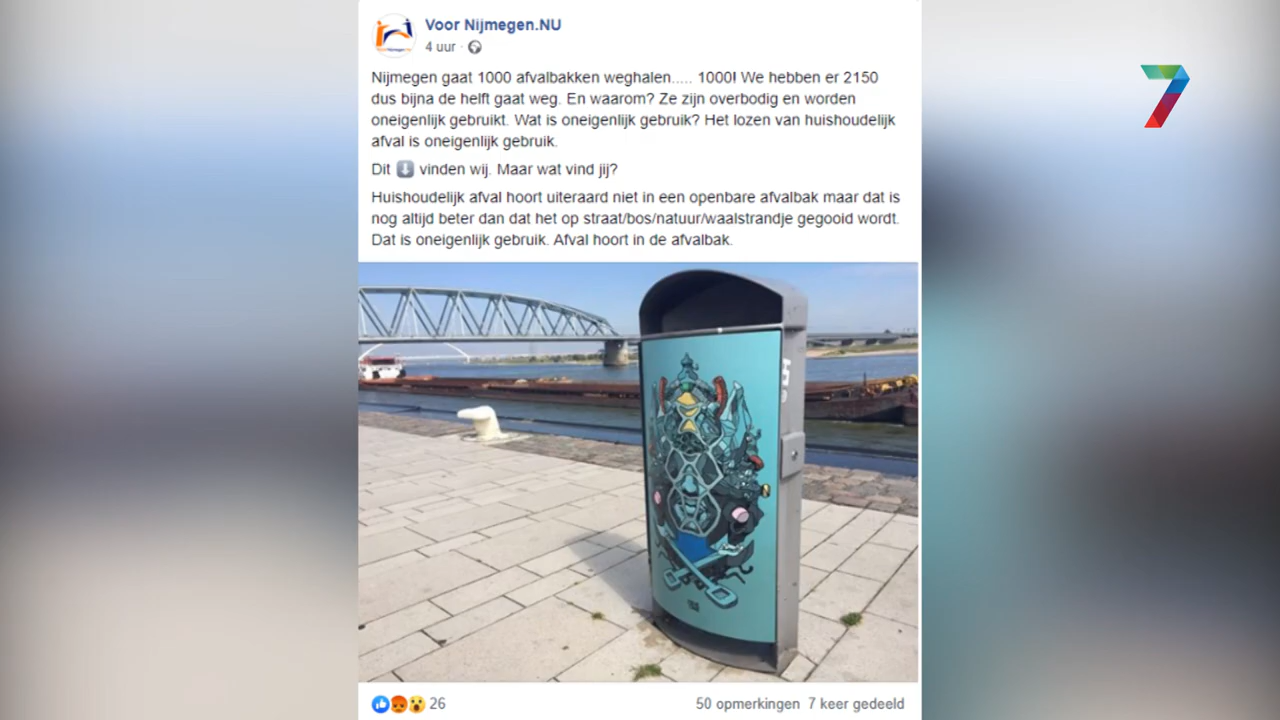 Voor Nijmegen.NU
4 uur ·
Nijmegen gaat 1000 afvalbakken weghalen..... 1000! We hebben er 2150
dus bijna de helft gaat weg. En waarom? Ze zijn overbodig en worden
oneigenlijk gebruikt. Wat is oneigenlijk gebruik? Het lozen van huishoudelijk
afval is oneigenlijk gebruik.
Dit ⬇️ vinden wij. Maar wat vind jij?
Huishoudelijk afval hoort uiteraard niet in een openbare afvalbak maar dat is
nog altijd beter dan dat het op straat/bos/natuur/waalstrandje gegooid wordt.
Dat is oneigenlijk gebruik. Afval hoort in de afvalbak.
7
26
50 opmerkingen 7 keer gedeeld